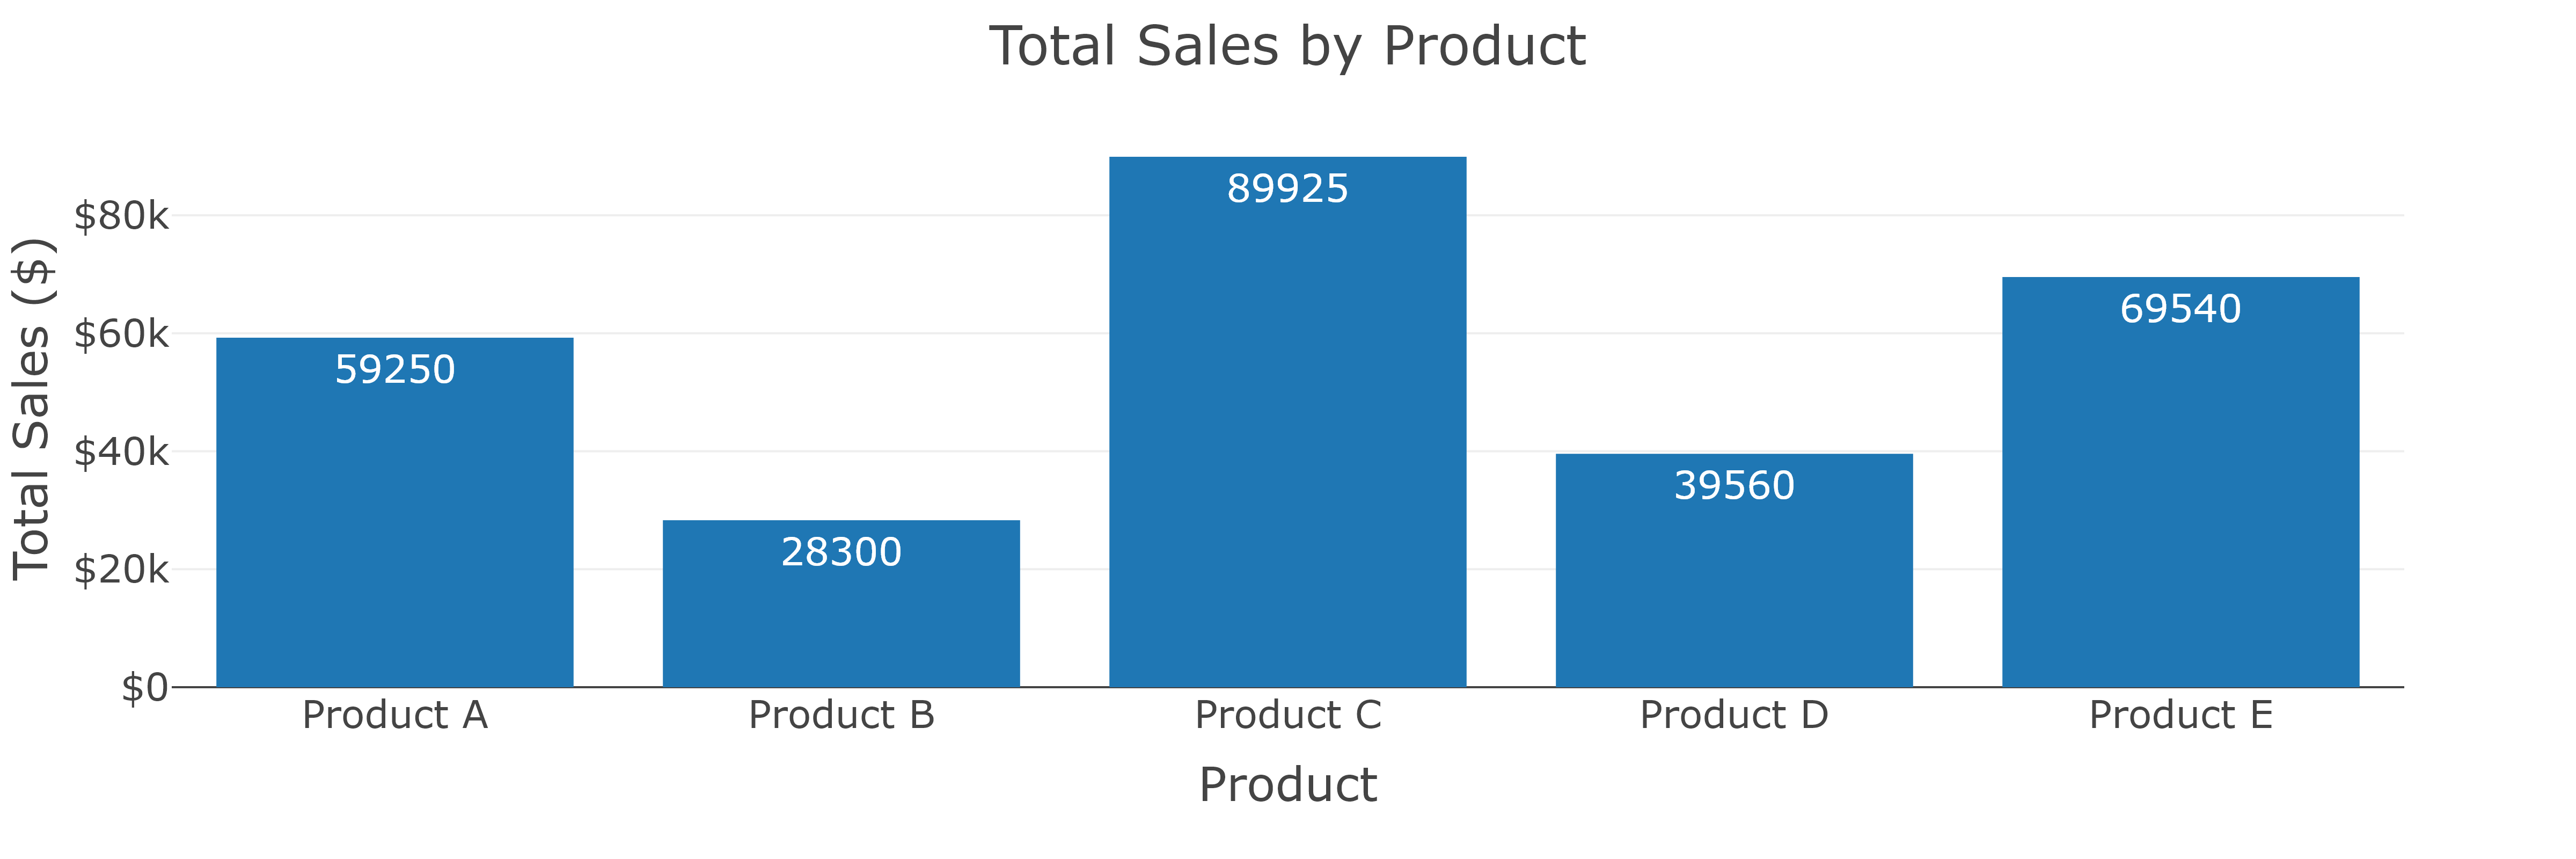 Total Sales by Product
Total Sales ($)
$80k
$60k
$40k
$20k
$0
59250
28300
89925
39560
69540
Product A
Product B
Product C
Product D
Product E
Product